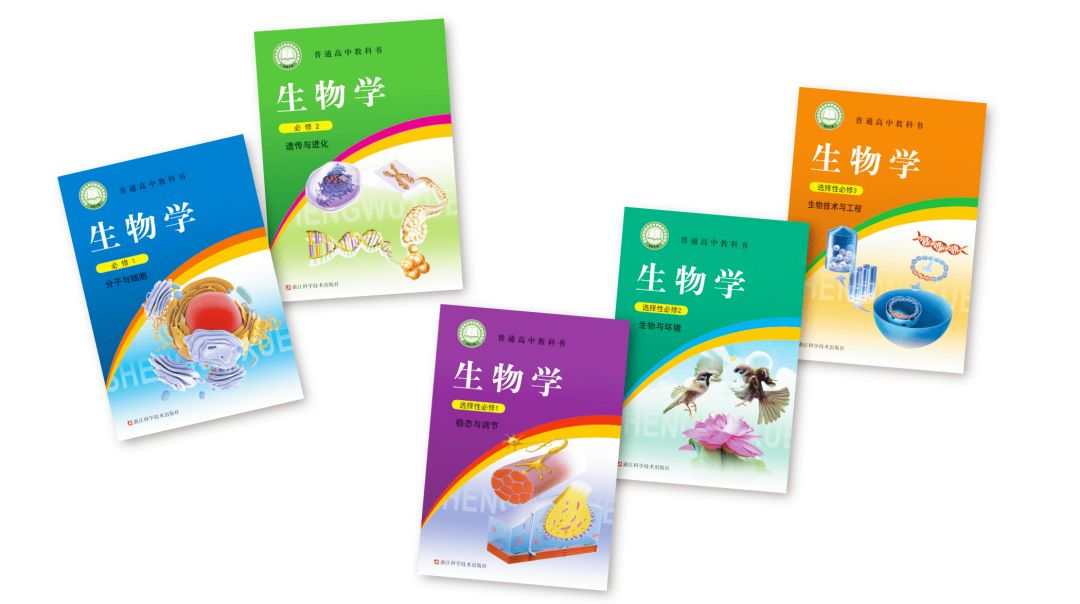 普通高中教科书
生物学
必修1
分子与细胞
SHENGWUXUE
浙江科学技术出版社
普通高中教科书
生物学
必修2
遗传与进化
SHENGWUXUE
浙江科学技术出版社
普通高中教科书
生物学
选择性必修1
稳态与调节
SHENGWUXUE
浙江科学技术出版社
普通高中教科书
生物学
选择性必修2
生物与环境
SHENGWUXUE
浙江科学技术出版社
普通高中教科书
生物学
选择性必修3
生物技术与工程
SHENGWUXUE
浙江科学技术出版社